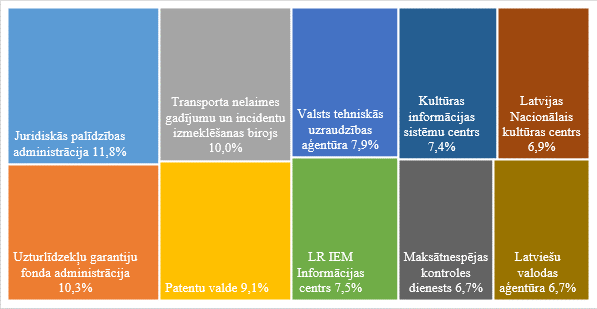 Juridiskās palīdzības
administrācija 11,8%
Uzturlīdzekļu garantiju
fonda administrācija
10,3%
Transporta nelaimes
gadījumu un incidentu
izmeklēšanas birojs
10,0%
Patentu valde 9,1%
Valsts tehniskās
uzraudzības
aģentūra 7,9%
LR IEM
Informācijas
centrs 7,5%
Kultūras
informācijas
sistēmu centrs
7,4%
Latvijas
Nacionālais
kultūras centrs
6,9%
Maksātnespējas
kontroles
dienests 6,7%
Latviešu
valodas
aģentūra 6,7%